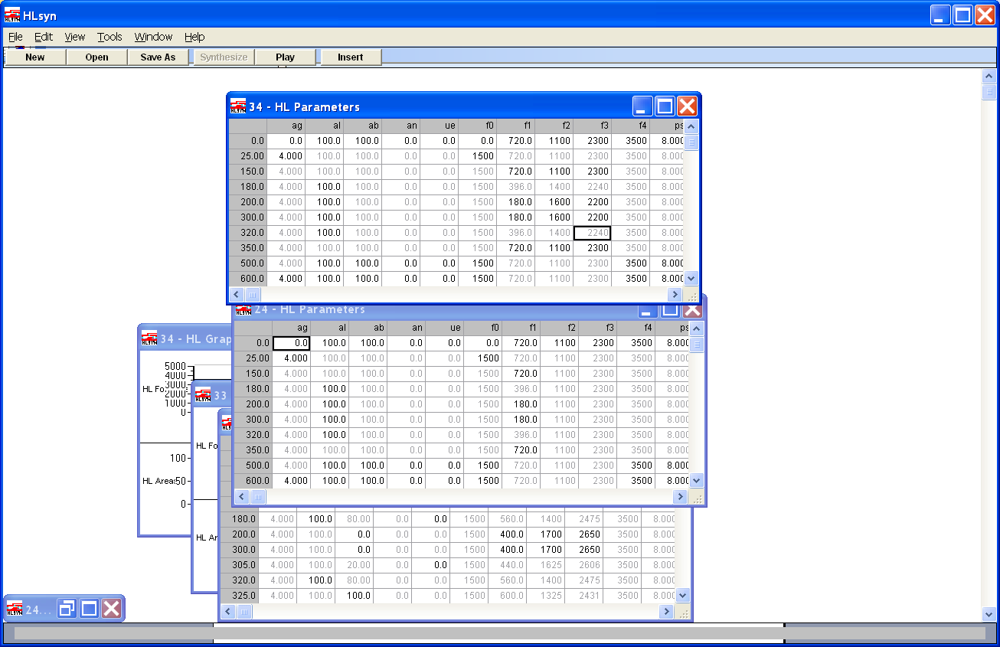 HLsyn
File Edit View Tools Window Help
New Open Save As Synthesize Play Insert
34 - HL Parameters
ag al ab an ue f0 f1 f2 f3 f4 ps
0.0 0.0 100.0 100.0 0.0 0.0 0.0 720.0 1100 2300 3500 8.000
25.00 4.000 100.0 100.0 0.0 0.0 1500 720.0 1100 2300 3500 8.000
150.0 4.000 100.0 100.0 0.0 0.0 1500 720.0 1100 2300 3500 8.000
180.0 4.000 100.0 100.0 0.0 0.0 1500 396.0 1400 2240 3500 8.000
200.0 4.000 100.0 100.0 0.0 0.0 1500 180.0 1600 2200 3500 8.000
300.0 4.000 100.0 100.0 0.0 0.0 1500 180.0 1600 2200 3500 8.000
320.0 4.000 100.0 100.0 0.0 0.0 1500 396.0 1400 2240 3500 8.000
350.0 4.000 100.0 100.0 0.0 0.0 1500 720.0 1100 2300 3500 8.000
500.0 4.000 100.0 100.0 0.0 0.0 1500 720.0 1100 2300 3500 8.000
600.0 4.000 100.0 100.0 0.0 0.0 1500 720.0 1100 2300 3500 8.000
24 - HL Parameters
ag al ab an ue f0 f1 f2 f3 f4 ps
0.0 0.0 100.0 100.0 0.0 0.0 0.0 720.0 1100 2300 3500 8.000
25.00 4.000 100.0 100.0 0.0 0.0 1500 720.0 1100 2300 3500 8.000
150.0 4.000 100.0 100.0 0.0 0.0 1500 720.0 1100 2300 3500 8.000
180.0 4.000 100.0 100.0 0.0 0.0 1500 396.0 1100 2300 3500 8.000
200.0 4.000 100.0 100.0 0.0 0.0 1500 180.0 1100 2300 3500 8.000
300.0 4.000 100.0 100.0 0.0 0.0 1500 180.0 1100 2300 3500 8.000
320.0 4.000 100.0 100.0 0.0 0.0 1500 396.0 1100 2300 3500 8.000
350.0 4.000 100.0 100.0 0.0 0.0 1500 720.0 1100 2300 3500 8.000
500.0 4.000 100.0 100.0 0.0 0.0 1500 720.0 1100 2300 3500 8.000
600.0 4.000 100.0 100.0 0.0 0.0 1500 720.0 1100 2300 3500 8.000
34 - HL Grap
5000
4000
3000
HL Fo
2000
1000
0
100
HL Areas
50
0
33
HL Fo
HL Ar
180.0 4.000 100.0 80.00 0.0 0.0 1500 560.0 1400 2475 3500 8.000
200.0 4.000 100.0 0.0 0.0 0.0 1500 400.0 1700 2650 3500 8.000
300.0 4.000 100.0 0.0 0.0 0.0 1500 400.0 1700 2650 3500 8.000
305.0 4.000 100.0 20.00 0.0 0.0 1500 440.0 1625 2606 3500 8.000
320.0 4.000 100.0 80.00 0.0 0.0 1500 560.0 1400 2475 3500 8.000
325.0 4.000 100.0 100.0 0.0 0.0 1500 600.0 1325 2431 3500 8.000
24...